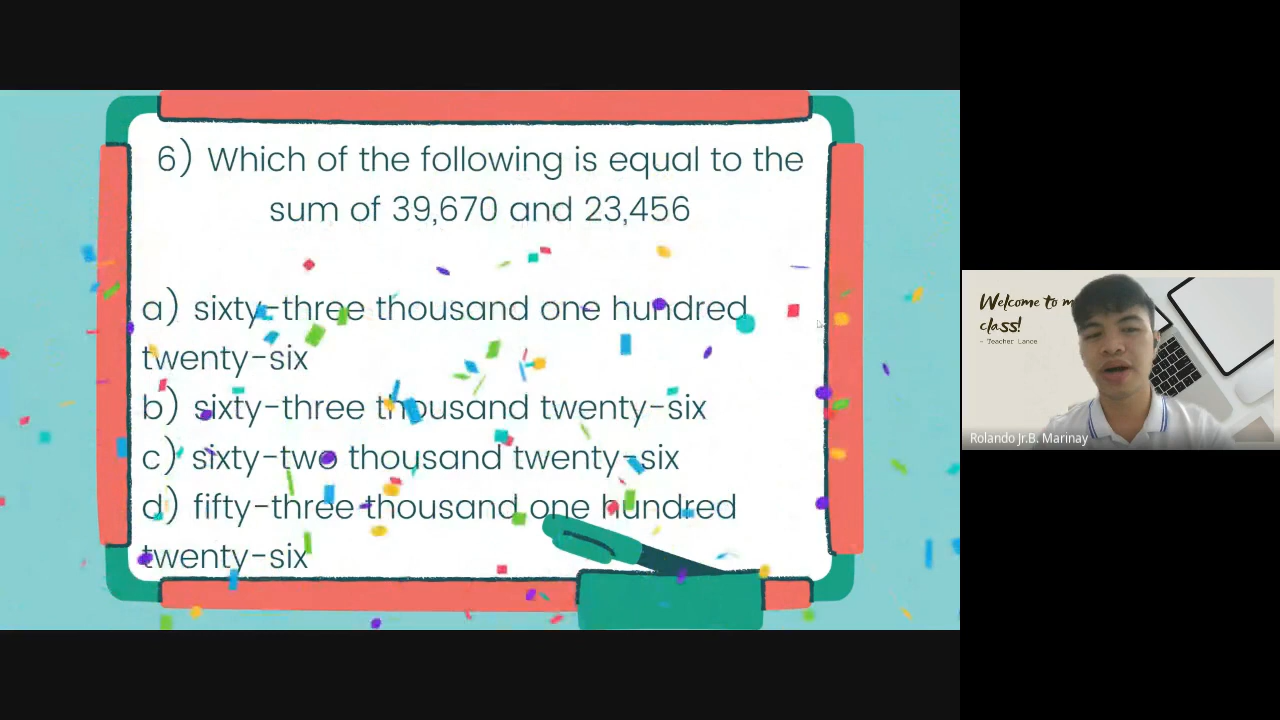 6) Which of the following is equal to the
sum of 39,670 and 23,456
a) sixty-three thousand one hundred
twenty-six
b) sixty-three thousand twenty-six
c) sixty-two thousand twenty-six
d) fifty-three thousand one hundred
twenty-six
Welcome to m
class!
- Teacher Lance
Rolando Jr.B. Marinay